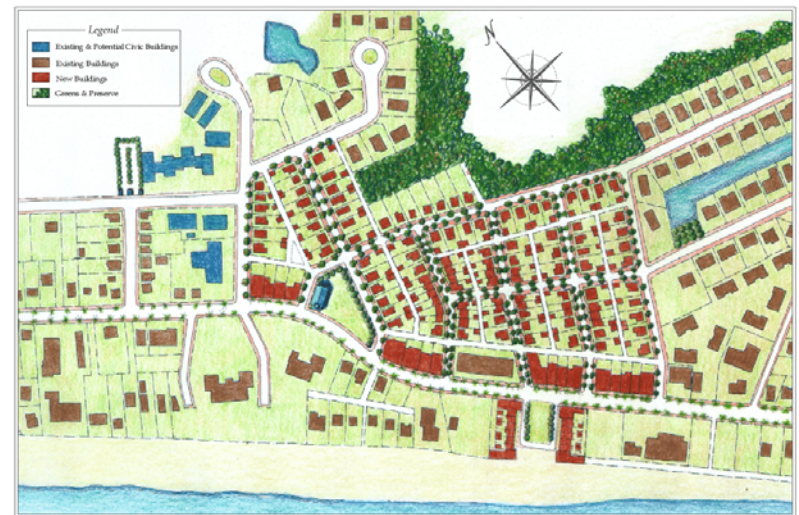 Legend
Existing & Potential Civic Buildings
Existing Buildings
New Buildings
Greens & Preserve
N